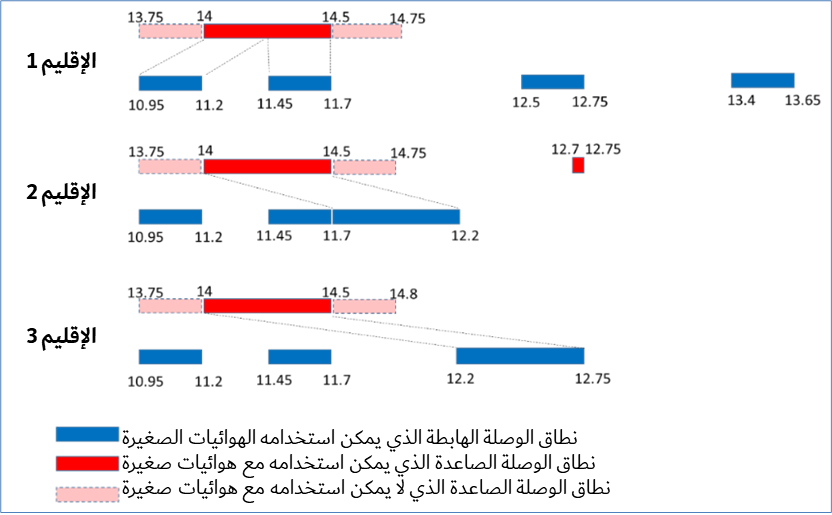 13.75 14 14.5 14.75
الإقليم 1
10.95 11.2 11.45 11.7 12.5 12.75 13.4 13.65
13.75 14 14.5 14.75 12.7 12.75
الإقليم 2
10.95 11.2 11.45 11.7 12.2
13.75 14 14.5 14.8
الإقليم 3
10.95 11.2 11.45 11.7 12.2 12.75
نطاق الوصلة الهابطة الذي يمكن استخدامه الهوائيات الصغيرة
نطاق الوصلة الصاعدة الذي يمكن استخدامه مع هوائيات صغيرة
نطاق الوصلة الصاعدة الذي لا يمكن استخدامه مع هوائيات صغيرة